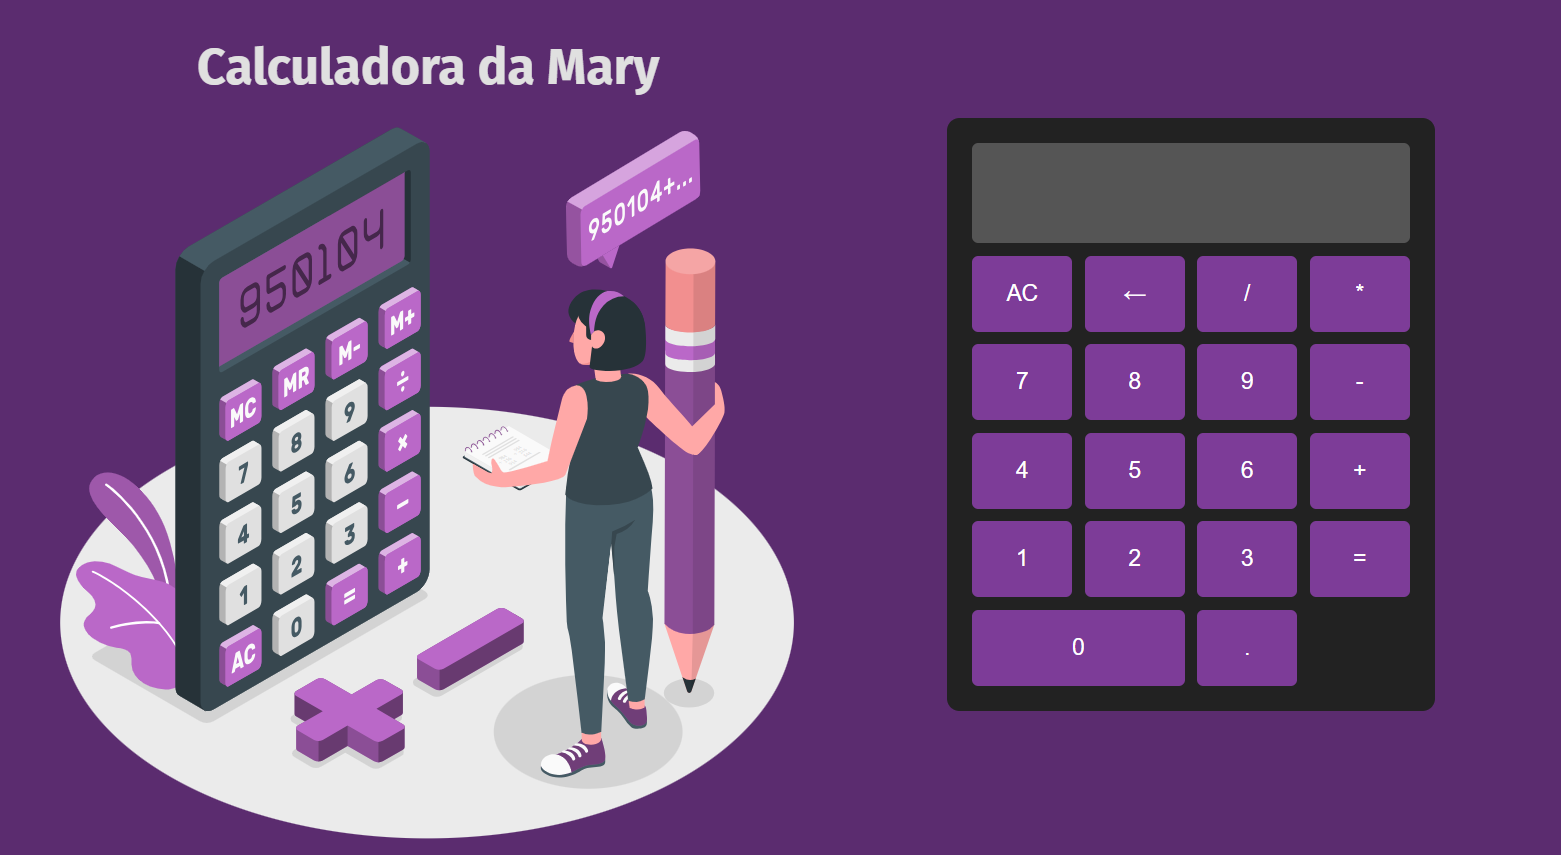 Calculadora da Mary
950104+...
950104
MC MR M- M+
7 8 9 ÷
4 5 6 ×
1 2 3 −
AC 0 = +
AC ← / *
7 8 9 -
4 5 6 +
1 2 3 =
0 .